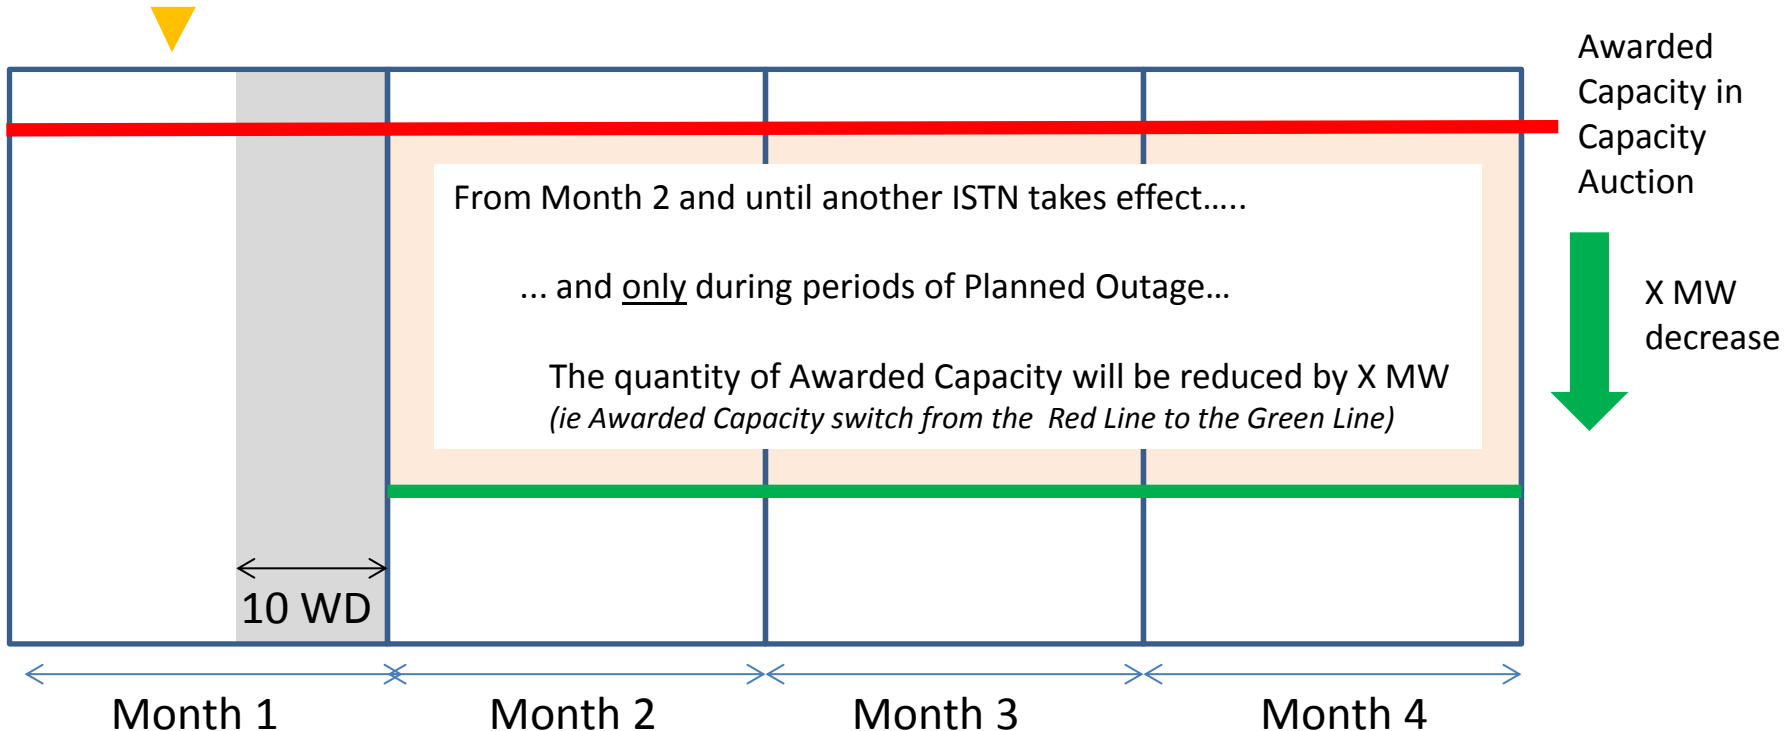 Awarded
Capacity in
Capacity
Auction
From Month 2 and until another ISTN takes effect…..
... and only during periods of Planned Outage…
X MW
decrease
The quantity of Awarded Capacity will be reduced by X MW
(ie Awarded Capacity switch from the Red Line to the Green Line)
10 WD
Month 1
Month 2
Month 3
Month 4